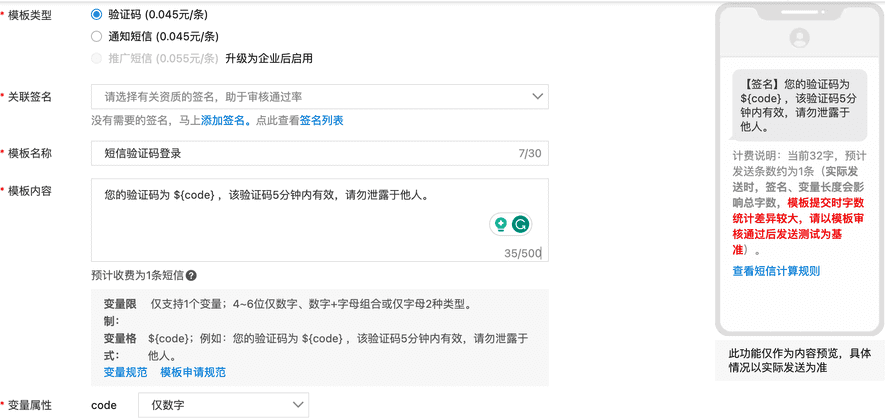 * 模板类型
验证码 (0.045元/条)
通知短信 (0.045元/条)
推广短信 (0.055元/条) 升级为企业后启用
* 关联签名
请选择有关资质的签名，助于审核通过率
没有需要的签名，马上添加签名。点此查看签名列表
* 模板名称
短信验证码登录
7/30
* 模板内容
您的验证码为 ${code} ，该验证码5分钟内有效，请勿泄露于他人。
35/500
预计收费为1条短信
变量限
制：
仅支持1个变量；4~6位仅数字、数字+字母组合或仅字母2种类型。
变量格
式：
${code}；例如：您的验证码为 ${code} ，该验证码5分钟内有效，请勿泄露于
他人。
变量规范 模板申请规范
* 变量属性
code
仅数字
【签名】您的验证码为
${code} ，该验证码5分
钟内有效，请勿泄露于
他人。
计费说明：当前32字，预计
发送条数约为1条（实际发
送时，签名、变量长度会影
响总字数，模板提交时字数
统计差异较大，请以模板审
核通过后发送测试为基
准）。
查看短信计算规则
此功能仅作为内容预览，具体
情况以实际发送为准